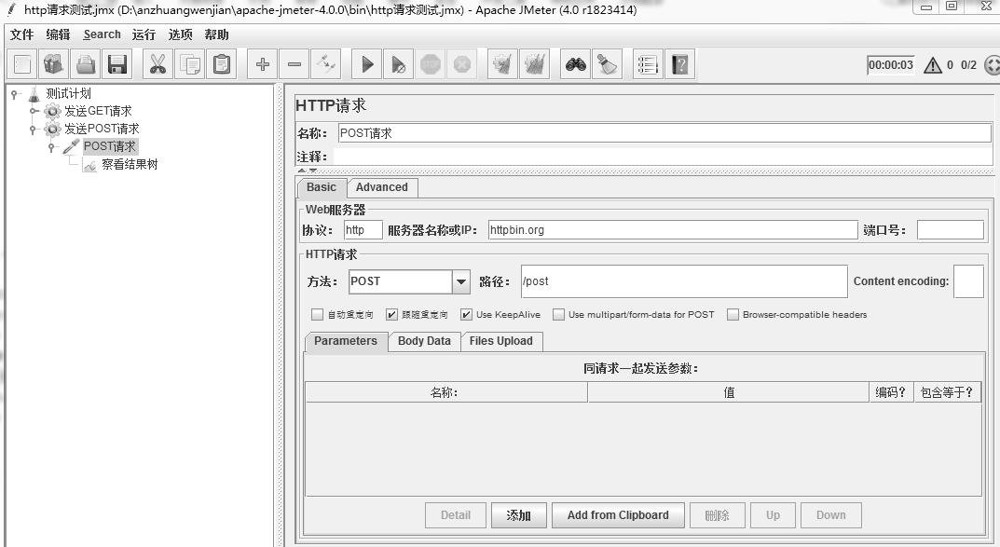 http请求测试.jmx (D:\anzhuangwenjian\apache-jmeter-4.0.0\bin\http请求测试.jmx) - Apache JMeter (4.0 r1823414)
文件 编辑 Search 运行 选项 帮助
00:00:03 0 0/2
测试计划
发送GET请求
发送POST请求
POST请求
察看结果树
HTTP请求
名称： POST请求
注释：
Basic Advanced
Web服务器
协议： http 服务器名称或IP： httpbin.org 端口号：
HTTP请求
方法： POST 路径： /post Content encoding:
自动重定向 跟随重定向 Use KeepAlive Use multipart/form-data for POST Browser-compatible headers
Parameters Body Data Files Upload
同请求一起发送参数：
名称： 值 编码？ 包含等于？
Detail 添加 Add from Clipboard 删除 Up Down